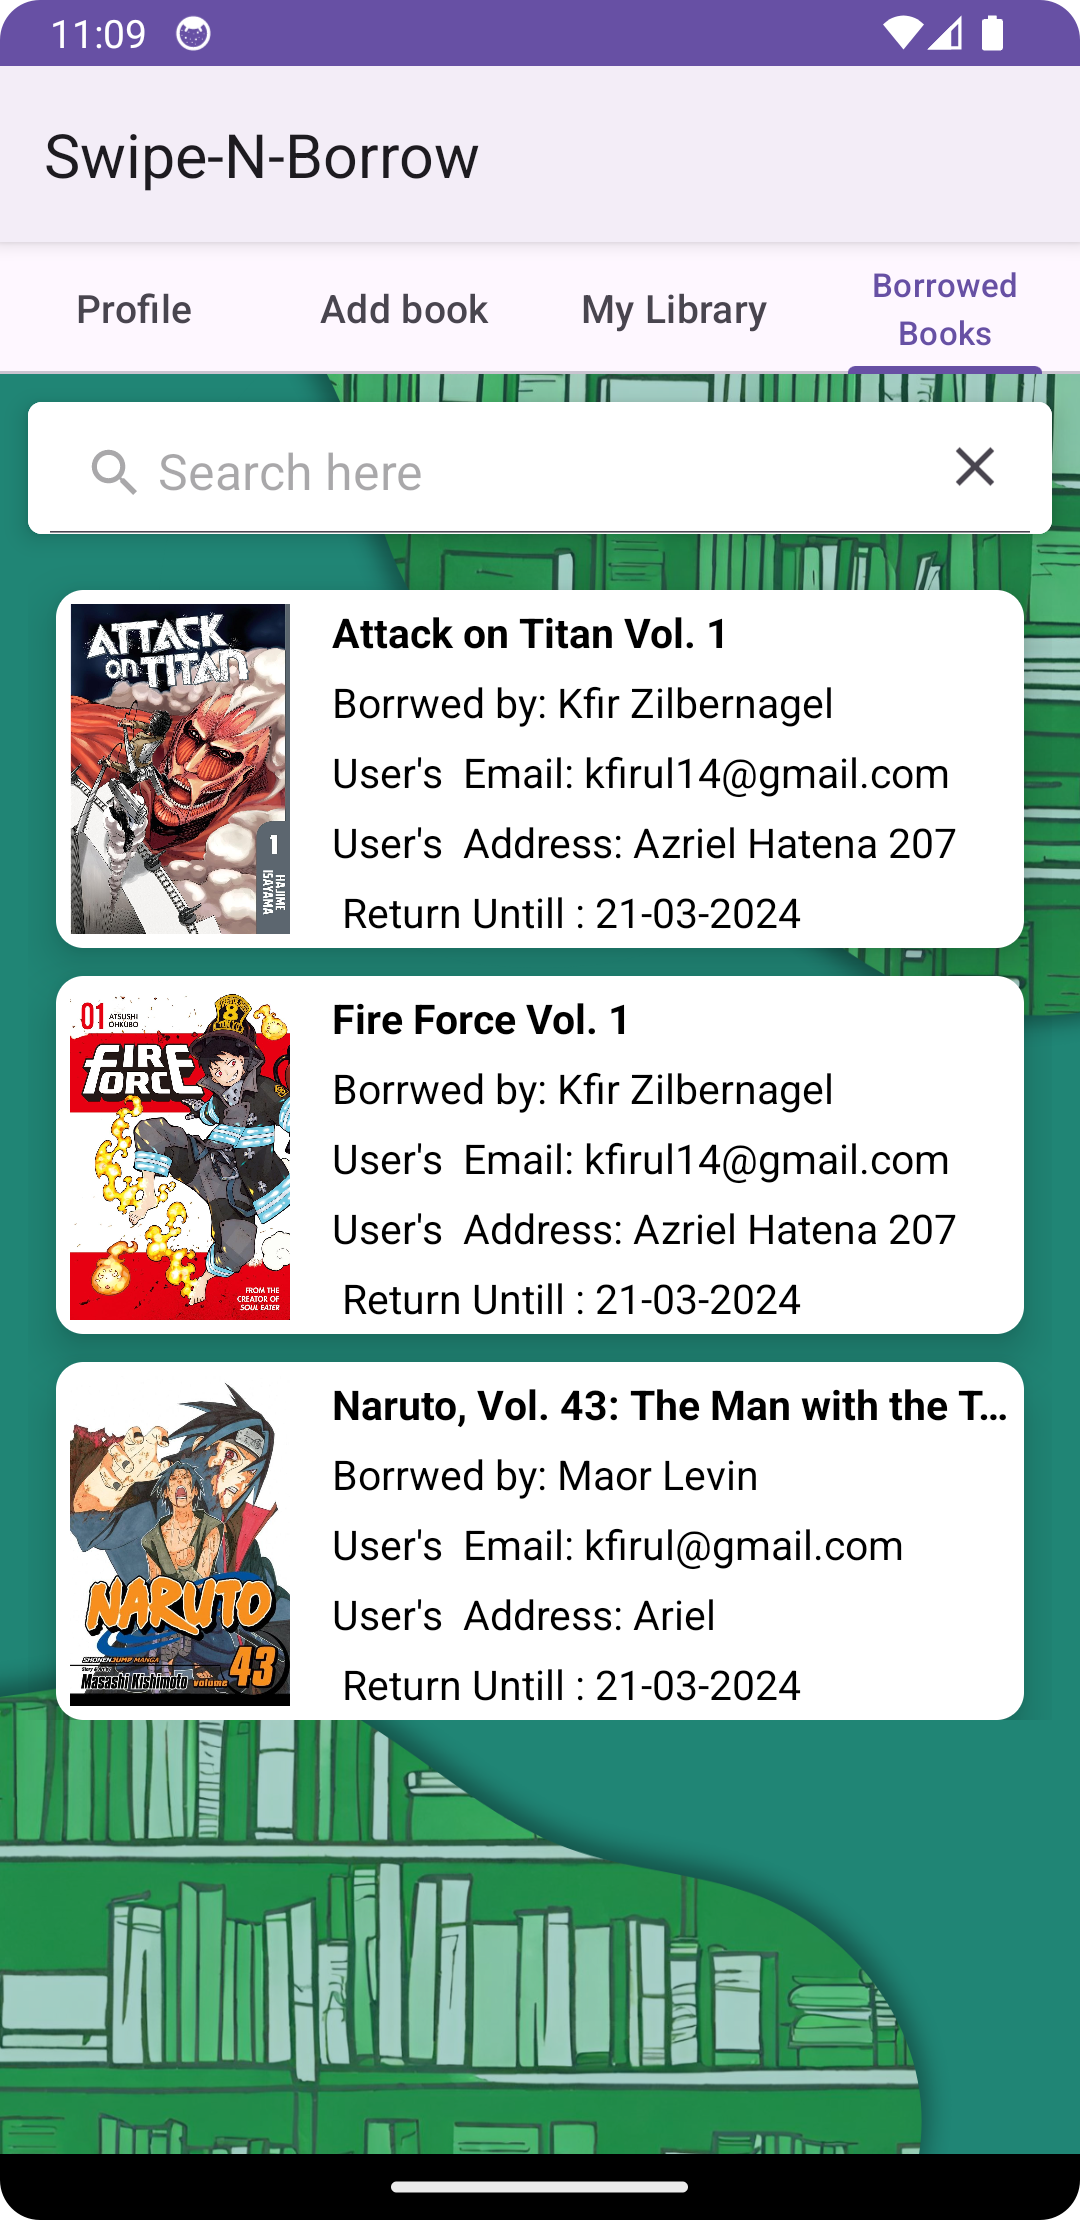 11:09
Swipe-N-Borrow
Profile
Add book
My Library
Borrowed
Books
Search here
ATTACK
on TITAN
1
HAJIME
ISAYAMA
Attack on Titan Vol. 1
Borrwed by: Kfir Zilbernagel
User's  Email: kfirul14@gmail.com
User's  Address: Azriel Hatena 207
Return Untill : 21-03-2024
01
ATSUSHI
OHKUBO
8
FIRE
FORCE
FROM THE
CREATOR OF
SOUL EATER
Fire Force Vol. 1
Borrwed by: Kfir Zilbernagel
User's  Email: kfirul14@gmail.com
User's  Address: Azriel Hatena 207
Return Untill : 21-03-2024
NARUTO
SHONEN JUMP MANGA
Masashi Kishimoto
volume 43
Naruto, Vol. 43: The Man with the T...
Borrwed by: Maor Levin
User's  Email: kfirul@gmail.com
User's  Address: Ariel
Return Untill : 21-03-2024